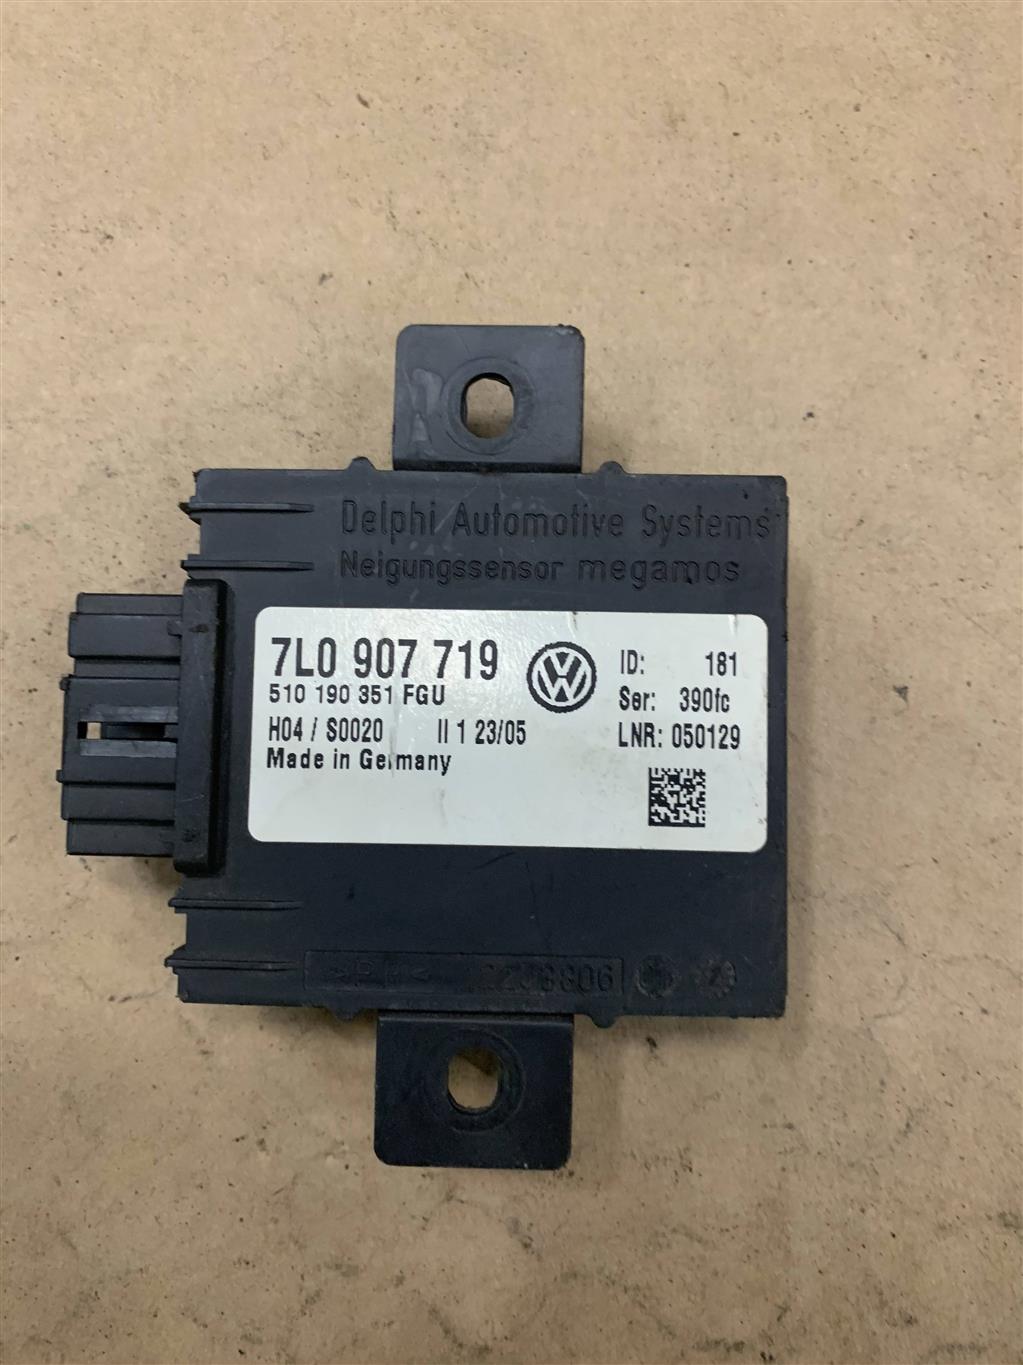 Delphi Automotive Systems
Neigungssensor megamos
7L0 907 719
510 190 351 FGU
H04 / S0020 II 1 23/05
Made in Germany
VW
ID: 181
Ser: 390fc
LNR: 050129